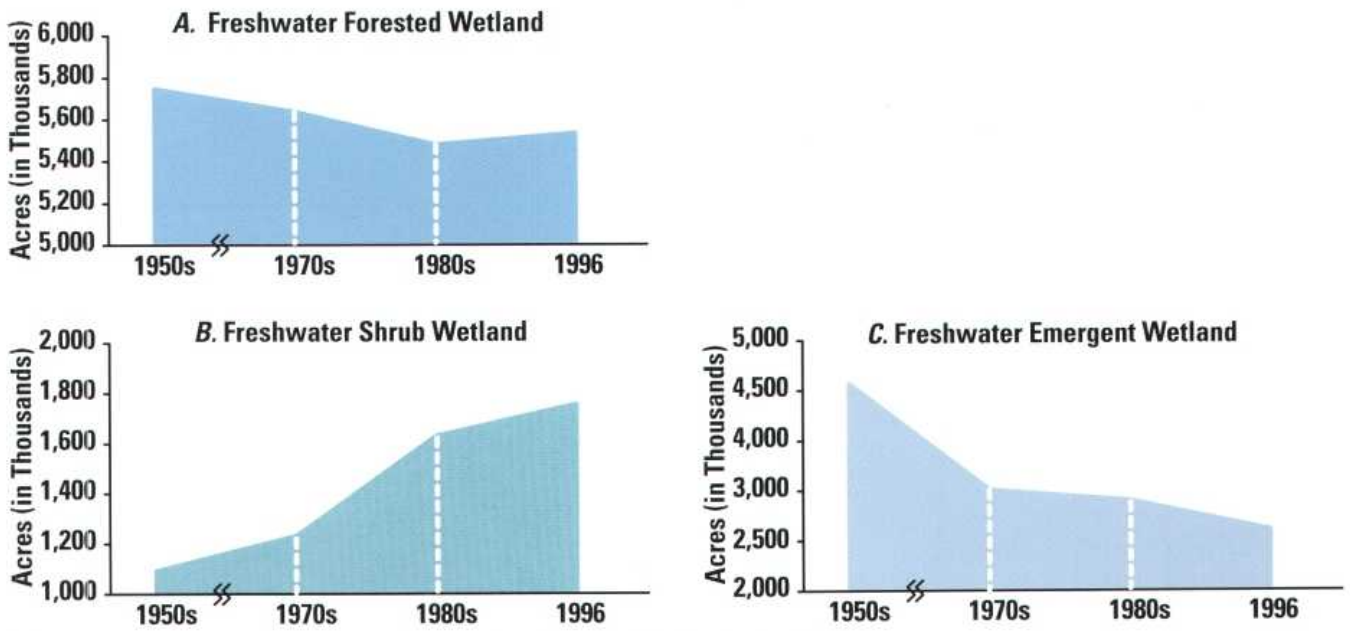 A. Freshwater Forested Wetland
Acres (in Thousands)
6,000
5,800
5,600
5,400
5,200
5,000
1950s 1970s 1980s 1996
B. Freshwater Shrub Wetland
Acres (in Thousands)
2,000
1,800
1,600
1,400
1,200
1,000
1950s 1970s 1980s 1996
C. Freshwater Emergent Wetland
Acres (in Thousands)
5,000
4,500
4,000
3,000
2,500
2,000
1950s 1970s 1980s 1996